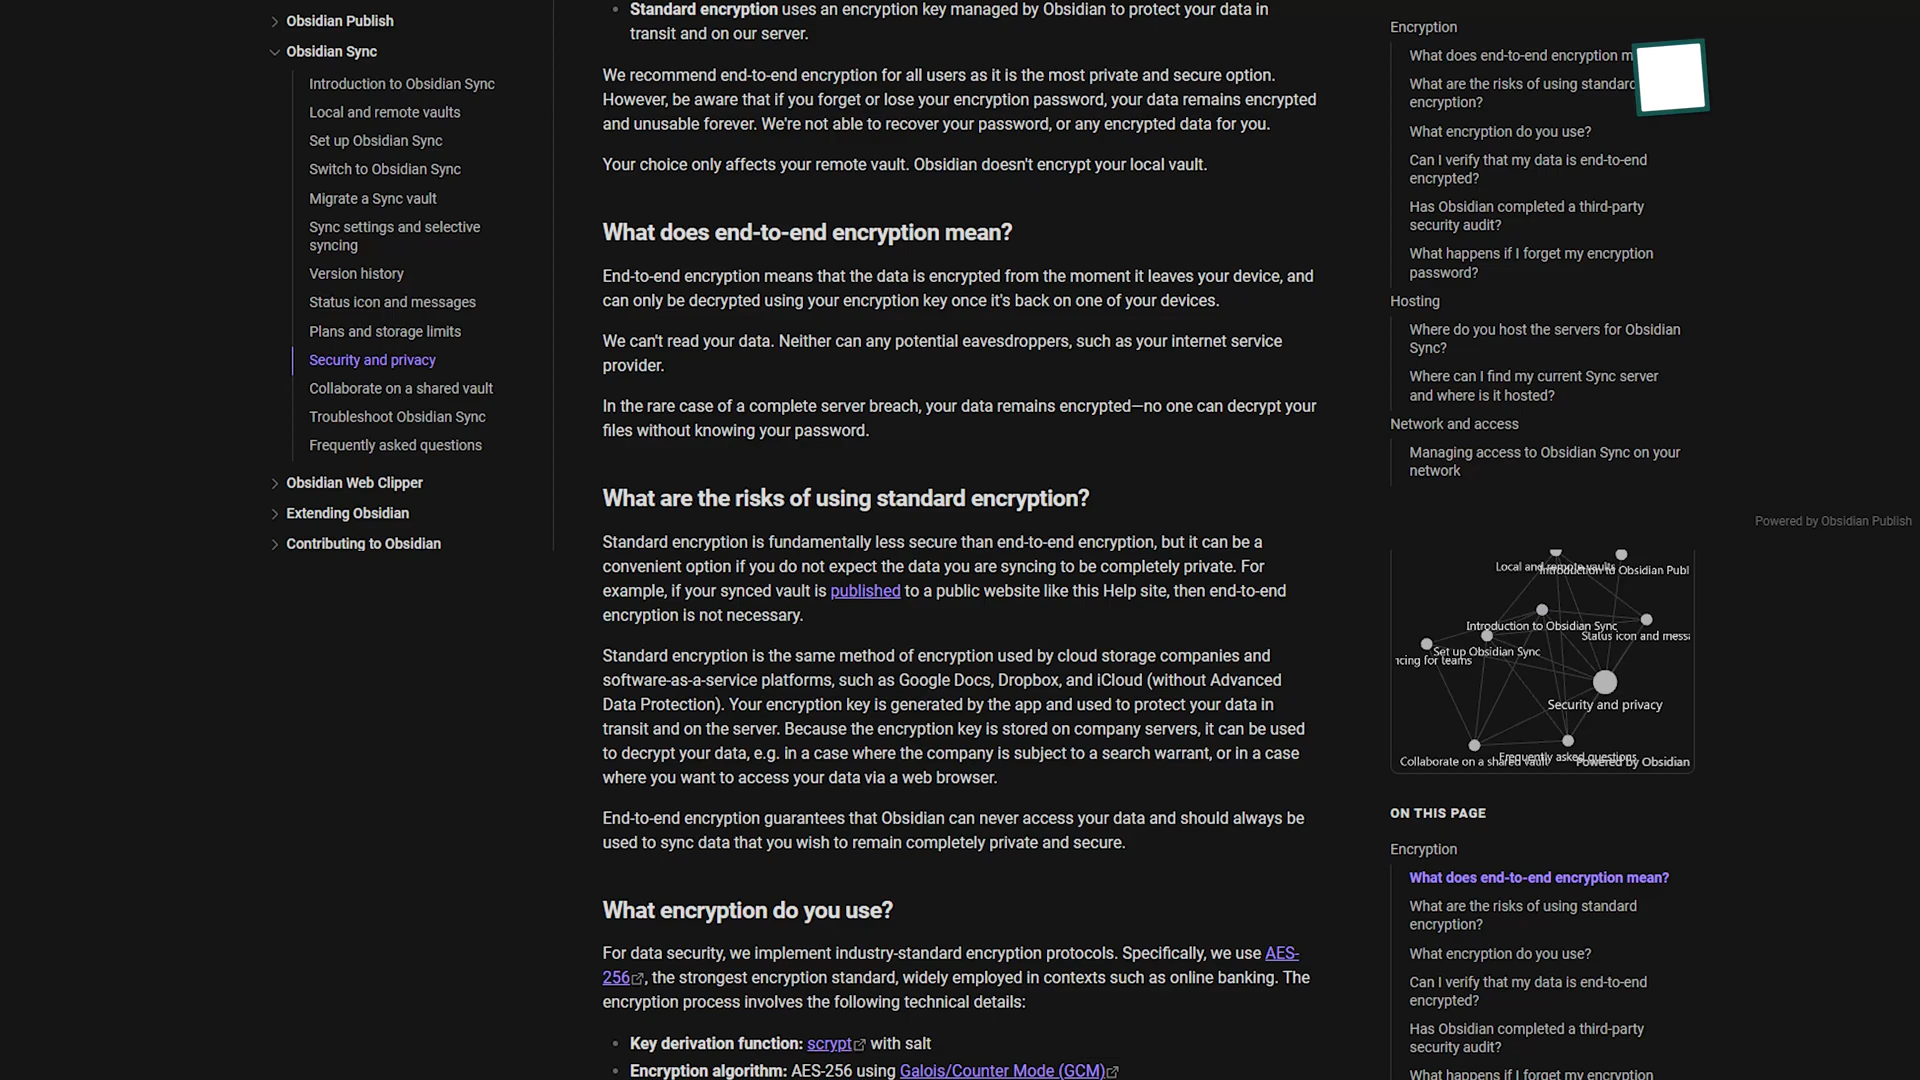 Obsidian Publish
Obsidian Sync
Introduction to Obsidian Sync
Local and remote vaults
Set up Obsidian Sync
Switch to Obsidian Sync
Migrate a Sync vault
Sync settings and selective
syncing
Version history
Status icon and messages
Plans and storage limits
Security and privacy
Collaborate on a shared vault
Troubleshoot Obsidian Sync
Frequently asked questions
Obsidian Web Clipper
Extending Obsidian
Contributing to Obsidian
Standard encryption uses an encryption key managed by Obsidian to protect your data in
transit and on our server.
We recommend end-to-end encryption for all users as it is the most private and secure option.
However, be aware that if you forget or lose your encryption password, your data remains encrypted
and unusable forever. We're not able to recover your password, or any encrypted data for you.
Your choice only affects your remote vault. Obsidian doesn't encrypt your local vault.
What does end-to-end encryption mean?
End-to-end encryption means that the data is encrypted from the moment it leaves your device, and
can only be decrypted using your encryption key once it's back on one of your devices.
We can't read your data. Neither can any potential eavesdroppers, such as your internet service
provider.
In the rare case of a complete server breach, your data remains encrypted—no one can decrypt your
files without knowing your password.
What are the risks of using standard encryption?
Standard encryption is fundamentally less secure than end-to-end encryption, but it can be a
convenient option if you do not expect the data you are syncing to be completely private. For
example, if your synced vault is published to a public website like this Help site, then end-to-end
encryption is not necessary.
Standard encryption is the same method of encryption used by cloud storage companies and
software-as-a-service platforms, such as Google Docs, Dropbox, and iCloud (without Advanced
Data Protection). Your encryption key is generated by the app and used to protect your data in
transit and on the server. Because the encryption key is stored on company servers, it can be used
to decrypt your data, e.g. in a case where the company is subject to a search warrant, or in a case
where you want to access your data via a web browser.
End-to-end encryption guarantees that Obsidian can never access your data and should always be
used to sync data that you wish to remain completely private and secure.
What encryption do you use?
For data security, we implement industry-standard encryption protocols. Specifically, we use AES-
256, the strongest encryption standard, widely employed in contexts such as online banking. The
encryption process involves the following technical details:
Key derivation function: scrypt with salt
Encryption algorithm: AES-256 using Galois/Counter Mode (GCM)
Encryption
What does end-to-end encryption
What are the risks of using standard
encryption?
What encryption do you use?
Can I verify that my data is end-to-end
encrypted?
Has Obsidian completed a third-party
security audit?
What happens if I forget my encryption
password?
Hosting
Where do you host the servers for Obsidian
Sync?
Where can I find my current Sync server
and where is it hosted?
Network and access
Managing access to Obsidian Sync on your
network
Powered by Obsidian Publish
Local and remote vaults
Introduction to Obsidian Publ
Introduction to Obsidian Sync
Status icon and messa
Set up Obsidian Sync
ncing for teams
Security and privacy
Frequently asked questions
Collaborate on a shared vault
Powered by Obsidian
ON THIS PAGE
Encryption
What does end-to-end encryption mean?
What are the risks of using standard
encryption?
What encryption do you use?
Can I verify that my data is end-to-end
encrypted?
Has Obsidian completed a third-party
security audit?
What happens if I forget my encryption